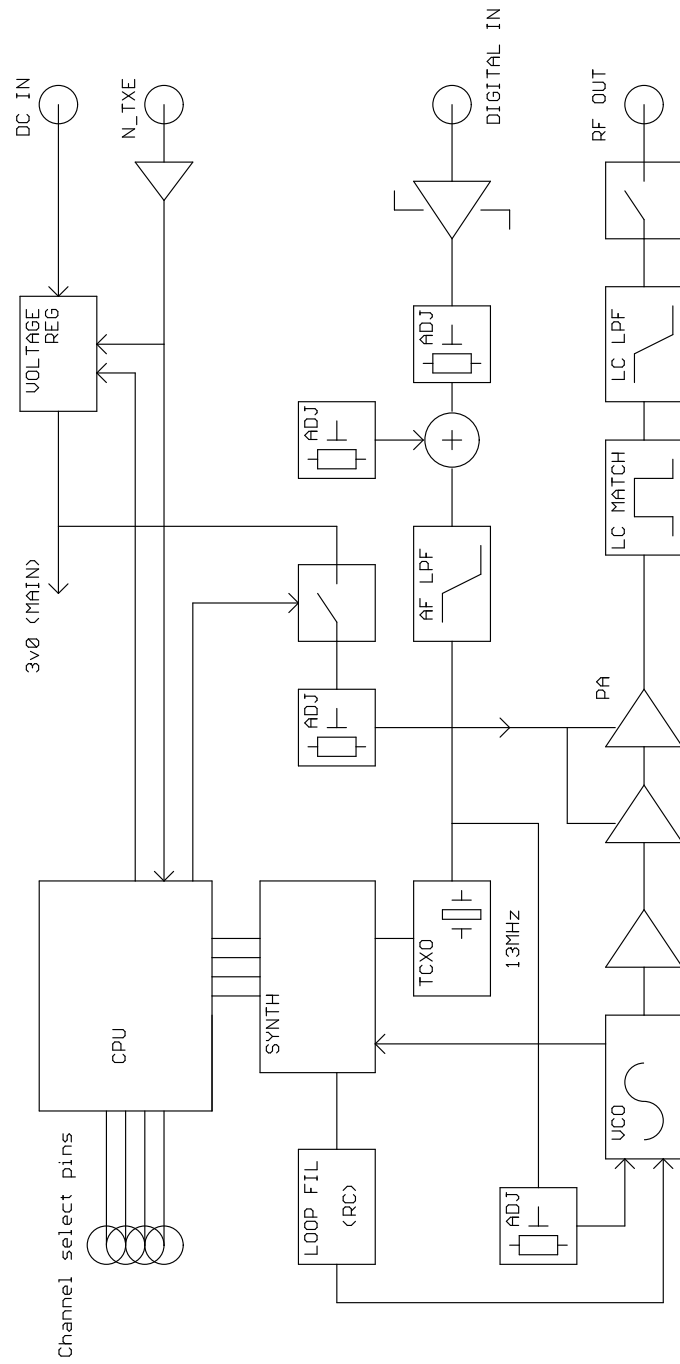 DC IN
N_TXE
DIGITAL IN
RF OUT
VOLTAGE
REG
ADJ
ADJ
LC LPF
3v0 (MAIN)
AF LPF
LC MATCH
ADJ
PA
CPU
SYNTH
TCXO
13MHz
Channel select pins
LOOP FIL
(RC)
ADJ
VCO